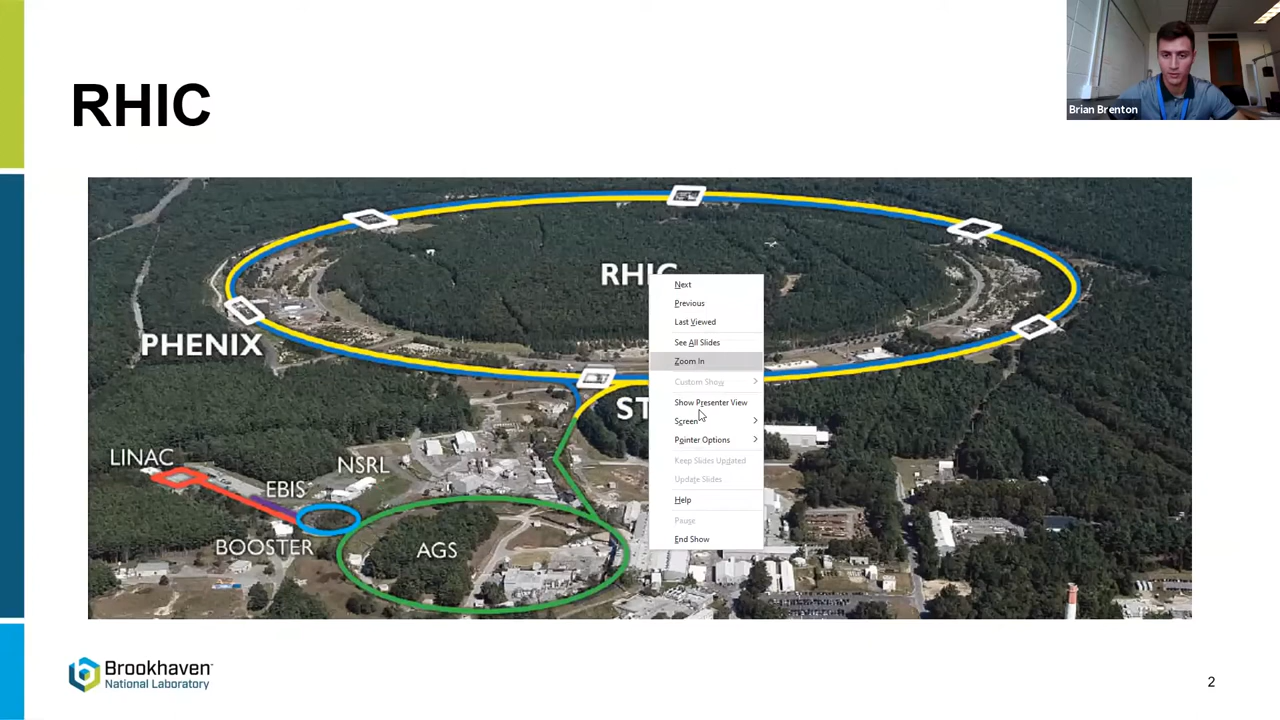 RHIC
Brian Brenton
RHIC
PHENIX
ST
LINAC
NSRL
EBIS
BOOSTER
AGS
Next
Previous
Last Viewed
See All Slides
Zoom In
Custom Show
Show Presenter View
Screen
Pointer Options
Keep Slides Updated
Update Slides
Help
Pause
End Show
Brookhaven
National Laboratory
2